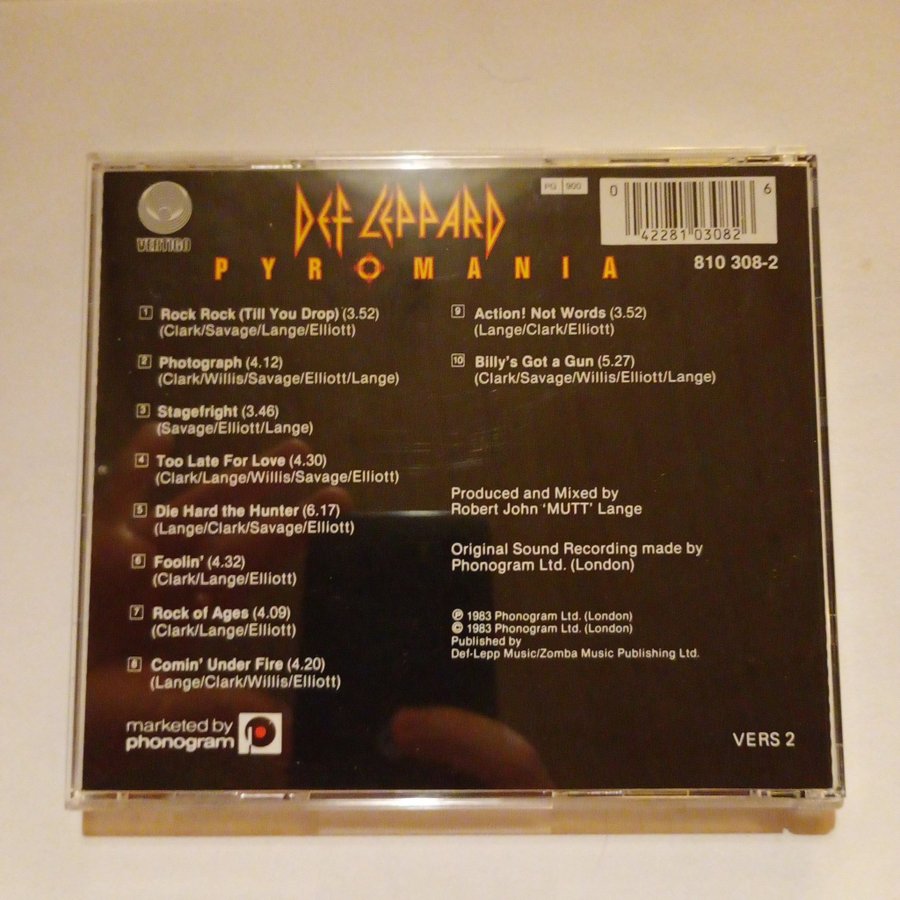 VERTIGO
DEF LEPPARD
PYROMANIA
PG 900
0 42281 03082 6
810 308-2
1 Rock Rock (Till You Drop) (3.52)
(Clark/Savage/Lange/Elliott)
2 Photograph (4.12)
(Clark/Willis/Savage/Elliott/Lange)
3 Stagefright (3.46)
(Savage/Elliott/Lange)
4 Too Late For Love (4.30)
(Clark/Lange/Willis/Savage/Elliott)
5 Die Hard the Hunter (6.17)
(Lange/Clark/Savage/Elliott)
6 Foolin' (4.32)
(Clark/Lange/Elliott)
7 Rock of Ages (4.09)
(Clark/Lange/Elliott)
8 Comin' Under Fire (4.20)
(Lange/Clark/Willis/Elliott)
9 Action! Not Words (3.52)
(Lange/Clark/Elliott)
10 Billy's Got a Gun (5.27)
(Clark/Savage/Willis/Elliott/Lange)
Produced and Mixed by
Robert John 'MUTT' Lange
Original Sound Recording made by
Phonogram Ltd. (London)
℗ 1983 Phonogram Ltd. (London)
© 1983 Phonogram Ltd. (London)
Published by
Def-Lepp Music/Zomba Music Publishing Ltd.
marketed by
phonogram
VERS 2